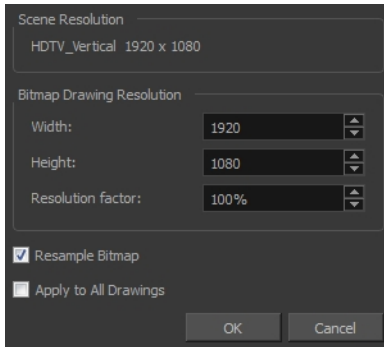 Scene Resolution
HDTV_Vertical 1920 x 1080
Bitmap Drawing Resolution
Width: 1920
Height: 1080
Resolution factor: 100%
Resample Bitmap
Apply to All Drawings
OK Cancel